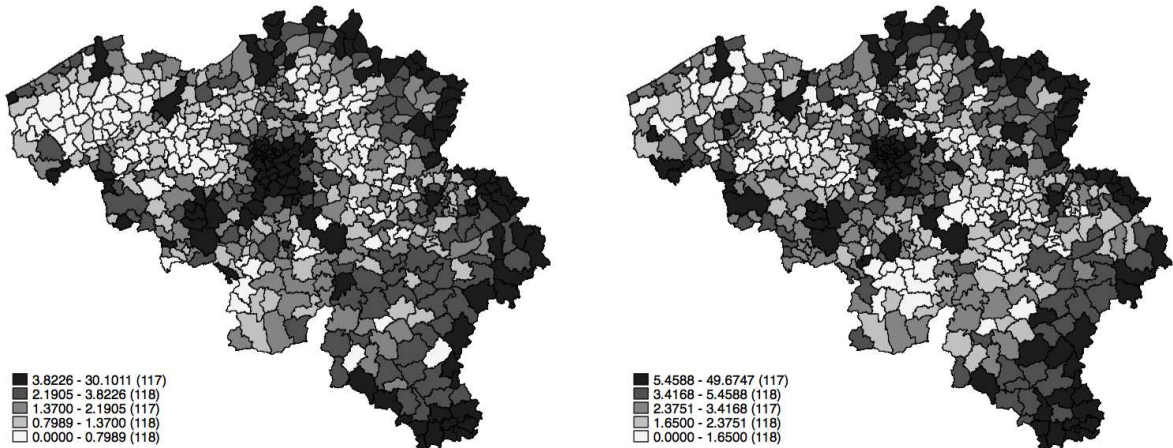 3.8226 - 30.1011 (117)
2.1905 - 3.8226 (118)
1.3700 - 2.1905 (117)
0.7989 - 1.3700 (118)
0.0000 - 0.7989 (118)
5.4588 - 49.6747 (117)
3.4168 - 5.4588 (118)
2.3751 - 3.4168 (117)
1.6500 - 2.3751 (118)
0.0000 - 1.6500 (118)